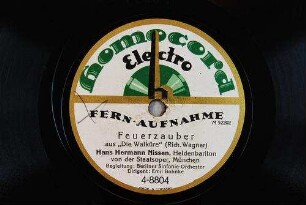 Homocord
Electro
FERN-AUFNAHME
Feuerzauber
aus „Die Walküre“ (Rich. Wagner)
Hans Hermann Nissen, Heldenbariton
von der Staatsoper, München
Begleitung: Berliner Sinfonie-Orchester
Dirigent: Emil Bohnke
4-8804